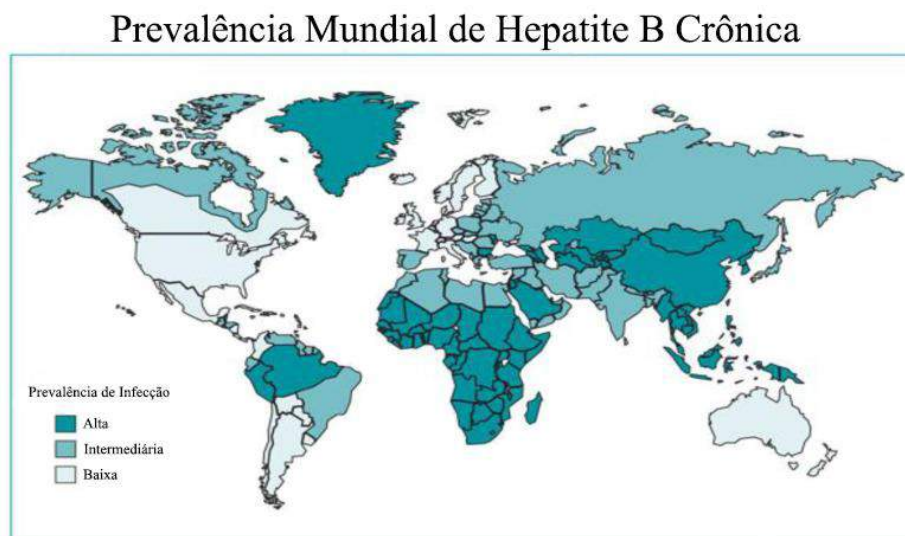 Prevalência Mundial de Hepatite B Crônica
Prevalência de Infecção
Alta
Intermediária
Baixa